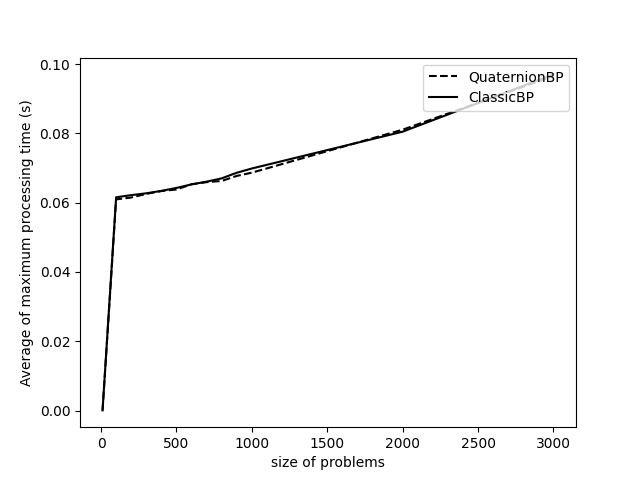 0.10
0.08
0.06
0.04
0.02
0.00
Average of maximum processing time (s)
QuaternionBP
ClassicBP
0 500 1000 1500 2000 2500 3000
size of problems